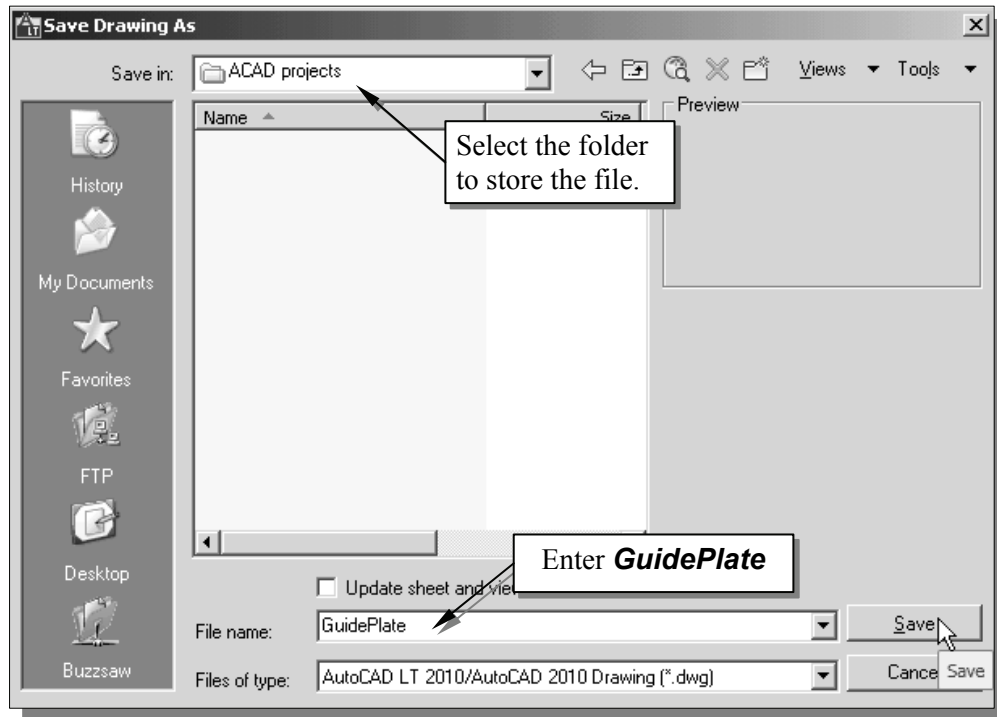 Save Drawing As
Save in: ACAD projects Views Tools
Name Size Preview
Select the folder
to store the file.
History
My Documents
Favorites
FTP
Desktop
Buzzsaw
Enter GuidePlate
Update sheet and
File name: GuidePlate Save
Files of type: AutoCAD LT 2010/AutoCAD 2010 Drawing (*.dwg) Cance Save